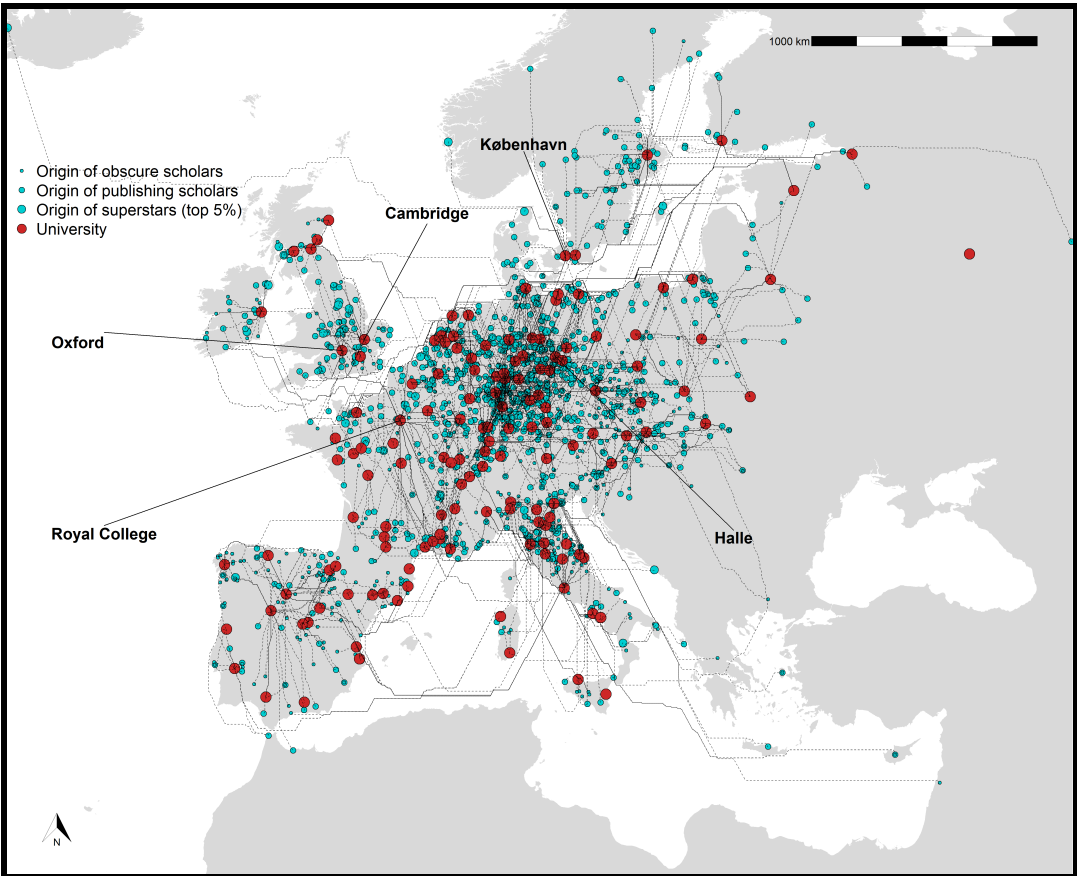 1000 km
København
Origin of obscure scholars
Origin of publishing scholars
Origin of superstars (top 5%)
University
Cambridge
Oxford
Royal College
Halle
N